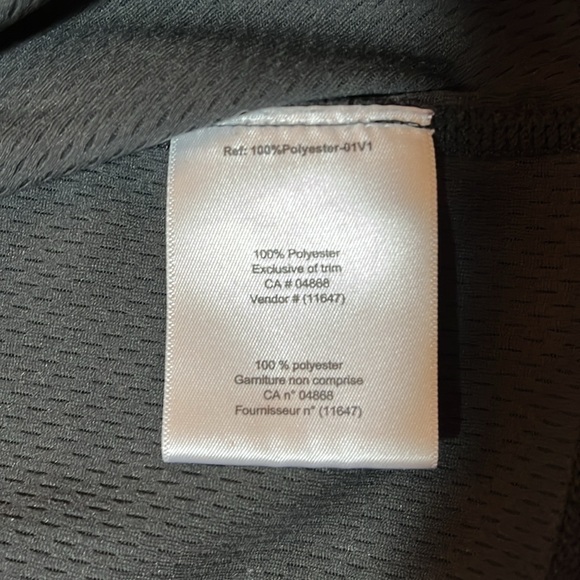 Ref: 100%Polyester-01V1
100% Polyester
Exclusive of trim
CA # 04868
Vendor # (11647)
100 % polyester
Garniture non comprise
CA n° 04868
Fournisseur n° (11647)